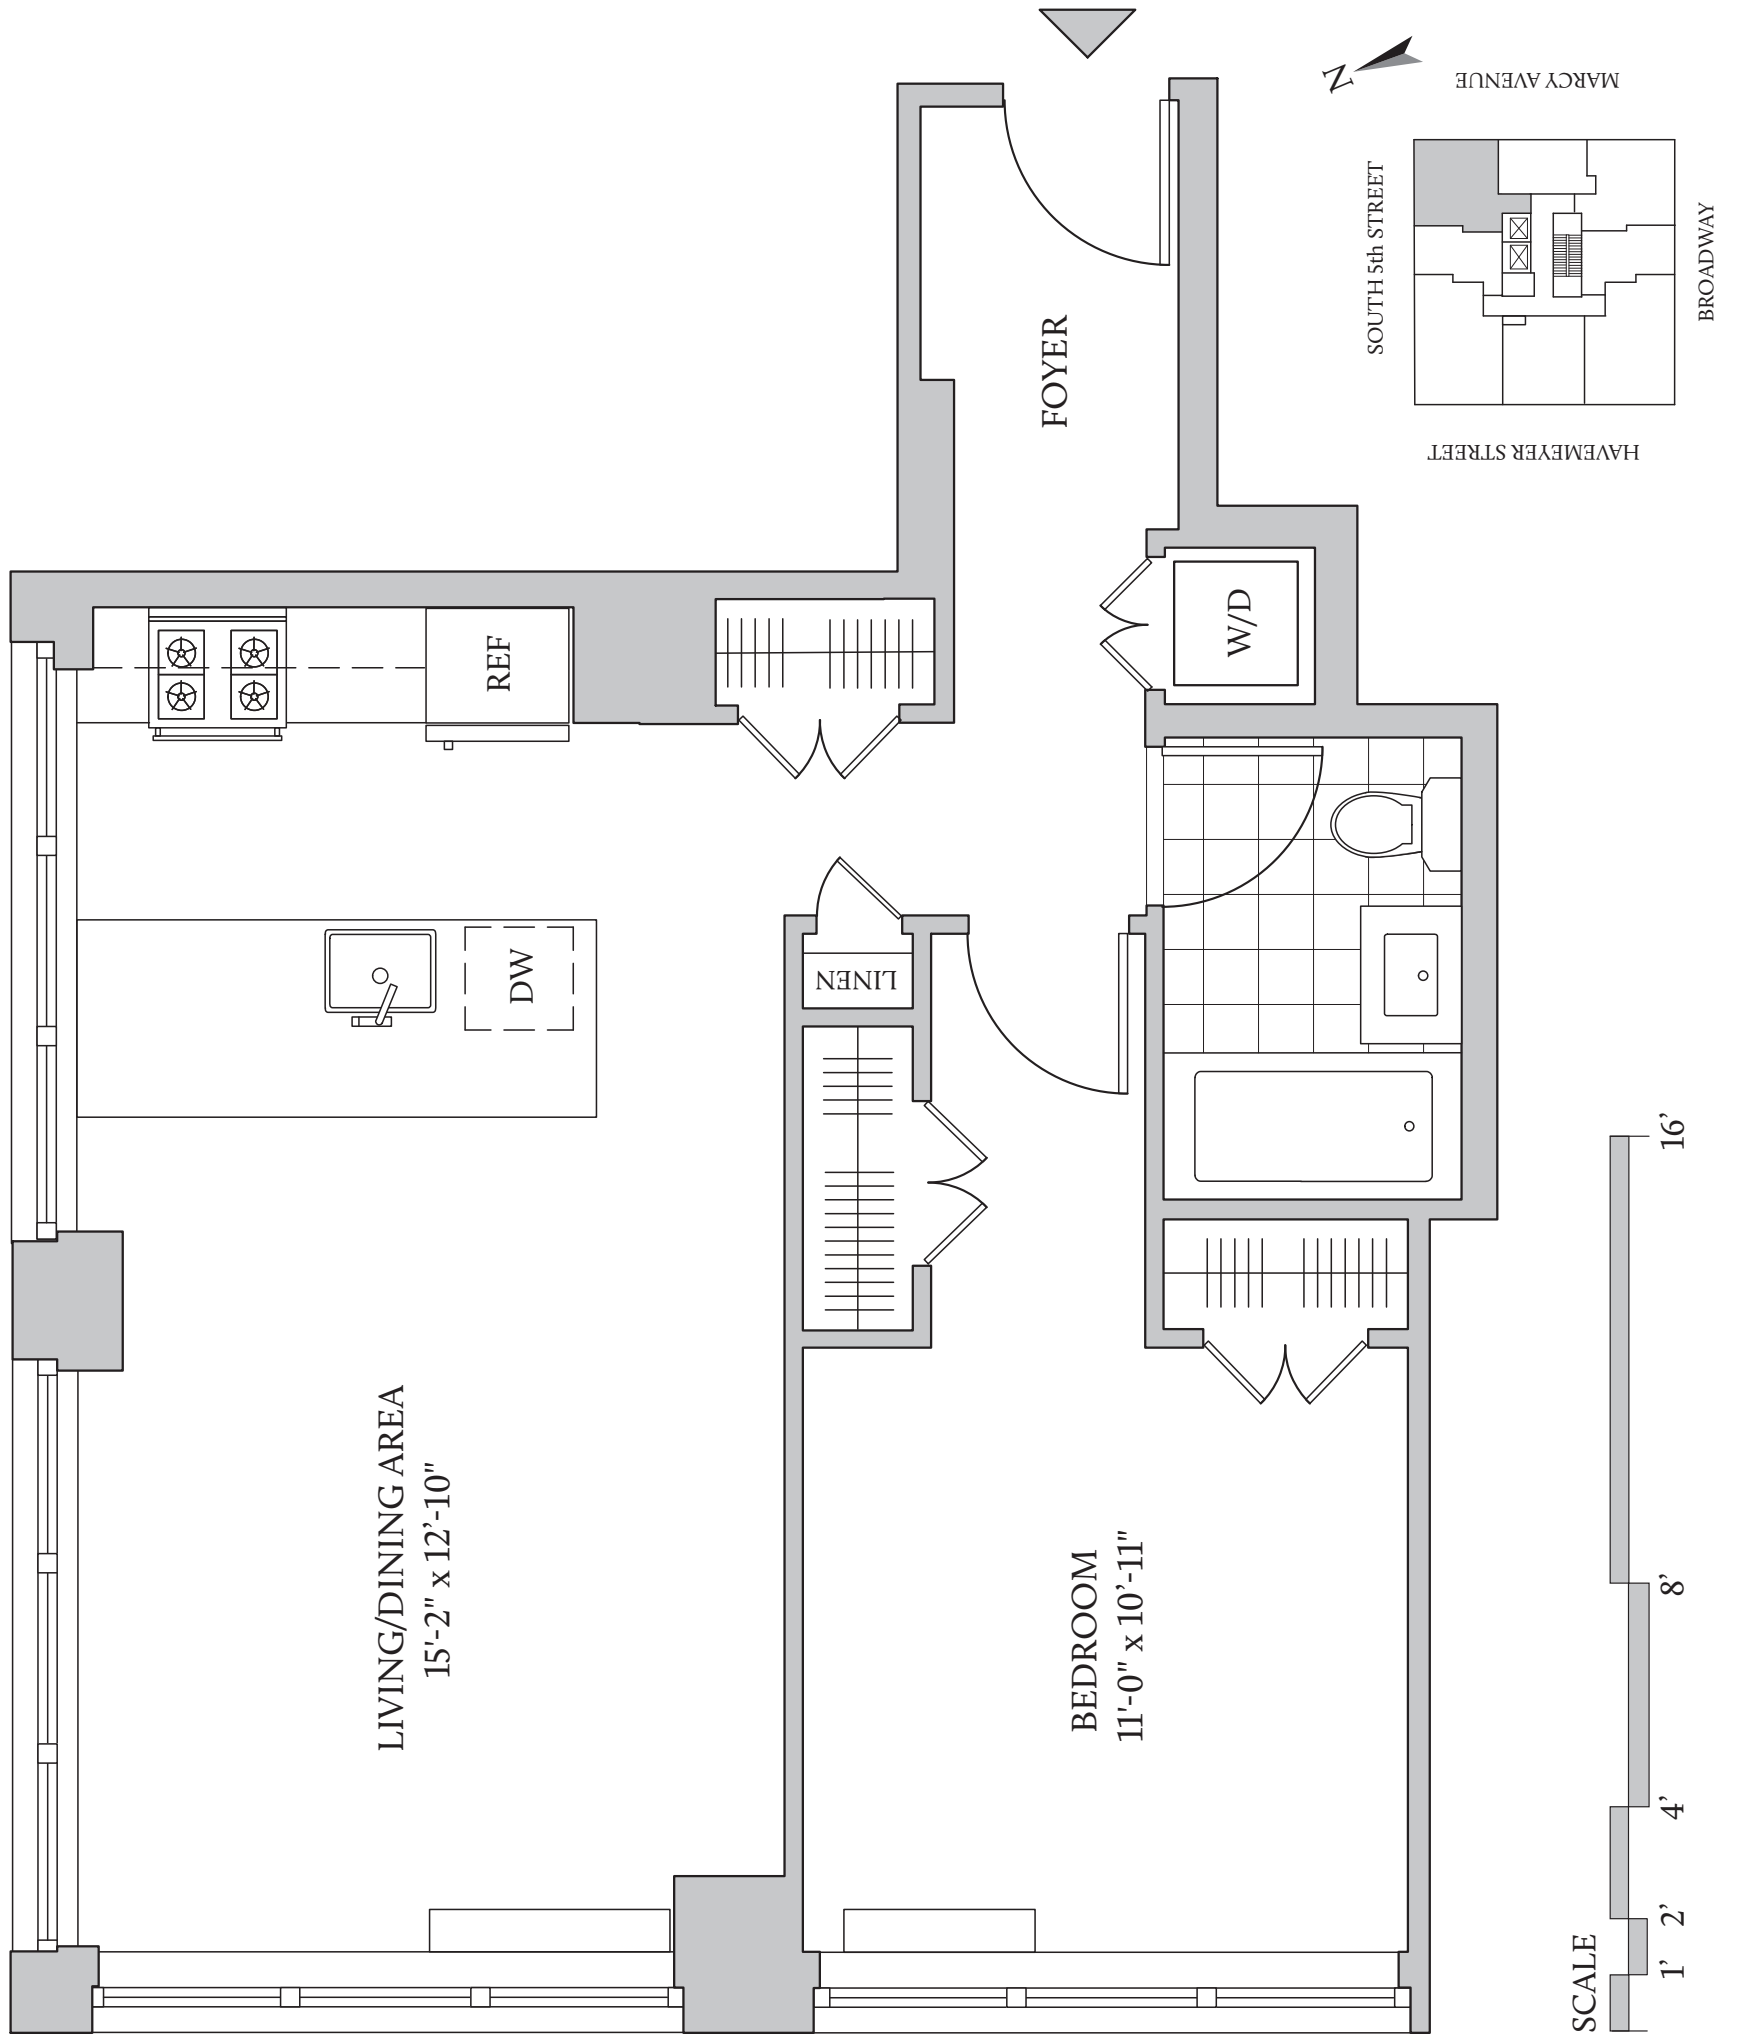 N
MARCY AVENUE
SOUTH 5th STREET
BROADWAY
HAVEMEYER STREET
FOYER
REF
W/D
DW
LINEN
LIVING/DINING AREA
15'-2" x 12'-10"
BEDROOM
11'-0" x 10'-11"
SCALE
1' 2' 4' 8' 16'